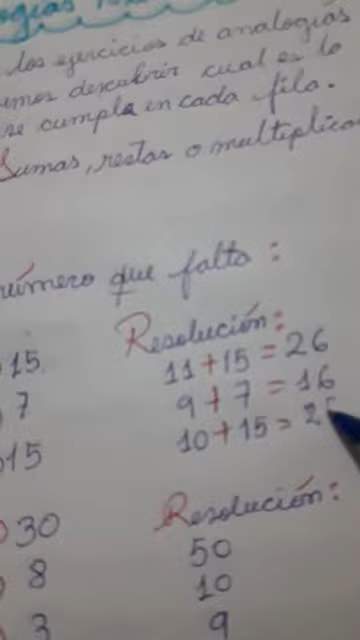 los ejercicios de analogías
emos descubrir cual es lo
se cumpla en cada fila.
Sumas, restas o multiplica
número que falta:
Resolución:
15 11+15 = 26
7 9+7 = 16
15 10+15 = 2
30 Resolución:
50
8 10
3 9